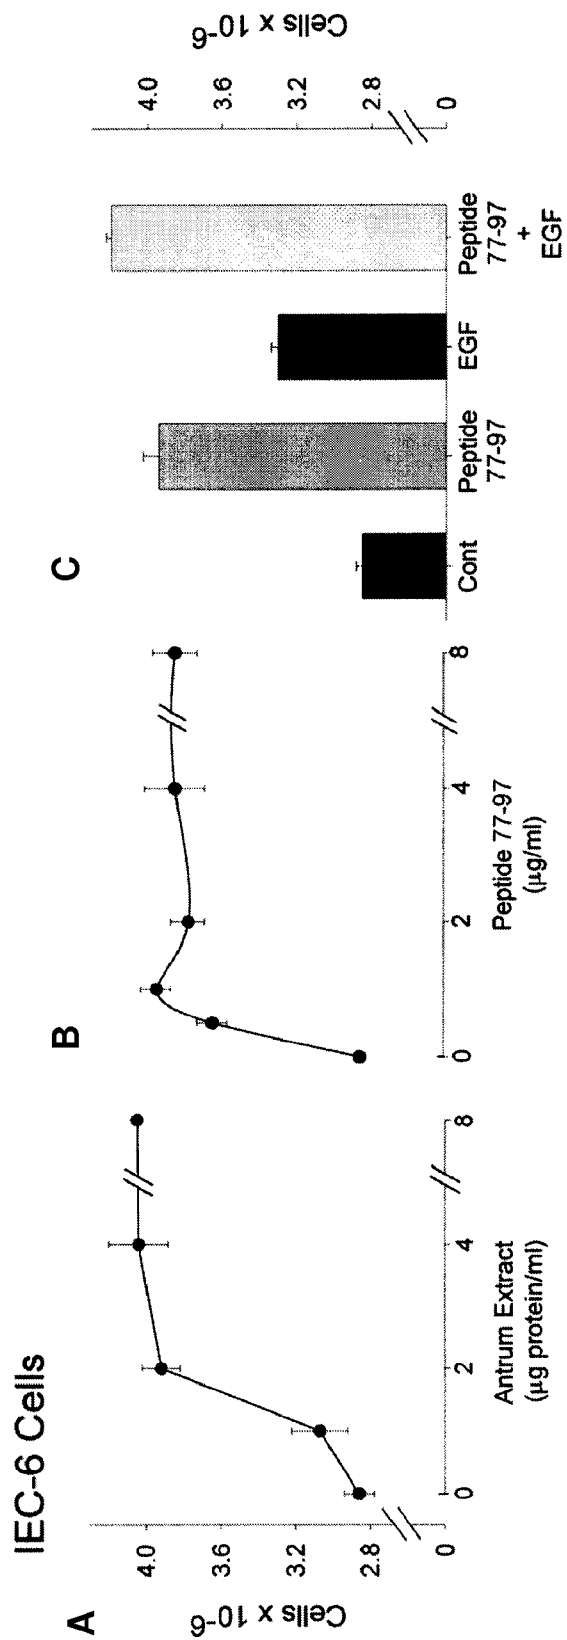 IEC-6 Cells
A
Cells x 10-6
4.0
3.6
3.2
2.8
0
0
2
4
8
Antrum Extract
(µg protein/ml)
B
0
2
4
8
Peptide 77-97
(µg/ml)
C
Cont
Peptide
77-97
EGF
Peptide
77-97
+
EGF
4.0
3.6
3.2
2.8
0
Cells x 10-6